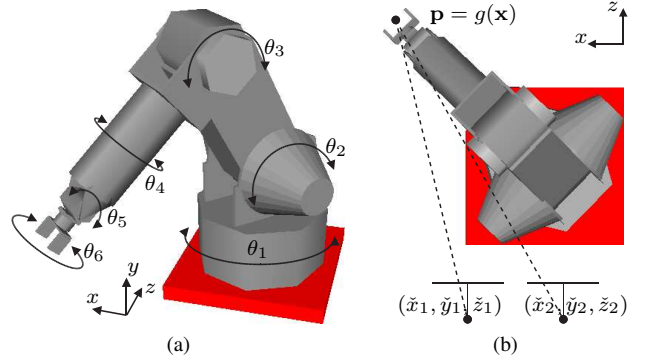 θ₃
θ₂
θ₄
θ₅
θ₆
θ₁
x y z
(a)
p = g(x)
z
x
(x̌₁, y̌₁, ž₁) (x̌₂, y̌₂, ž₂)
(b)